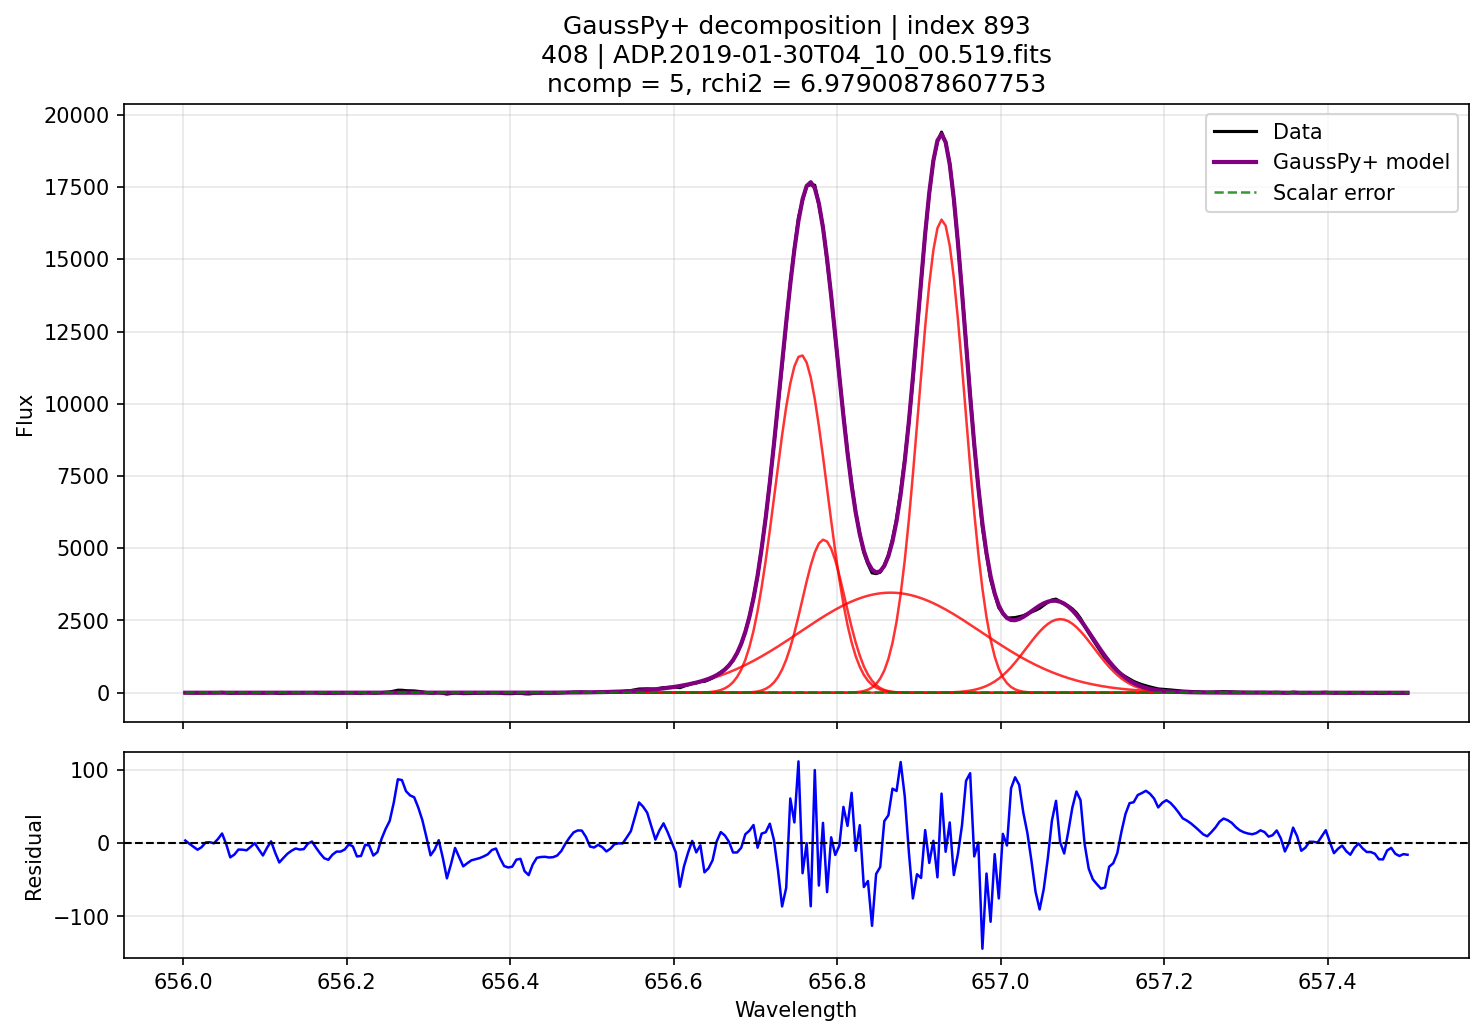 GaussPy+ decomposition | index 893
408 | ADP.2019-01-30T04_10_00.519.fits
ncomp = 5, rchi2 = 6.97900878607753
20000
17500
15000
12500
10000
7500
5000
2500
0
Flux
Data
GaussPy+ model
Scalar error
100
0
−100
Residual
656.0 656.2 656.4 656.6 656.8 657.0 657.2 657.4
Wavelength